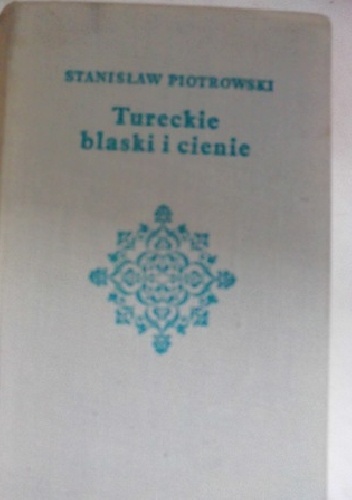 STANISŁAW PIOTROWSKI
Tureckie
blaski i cienie